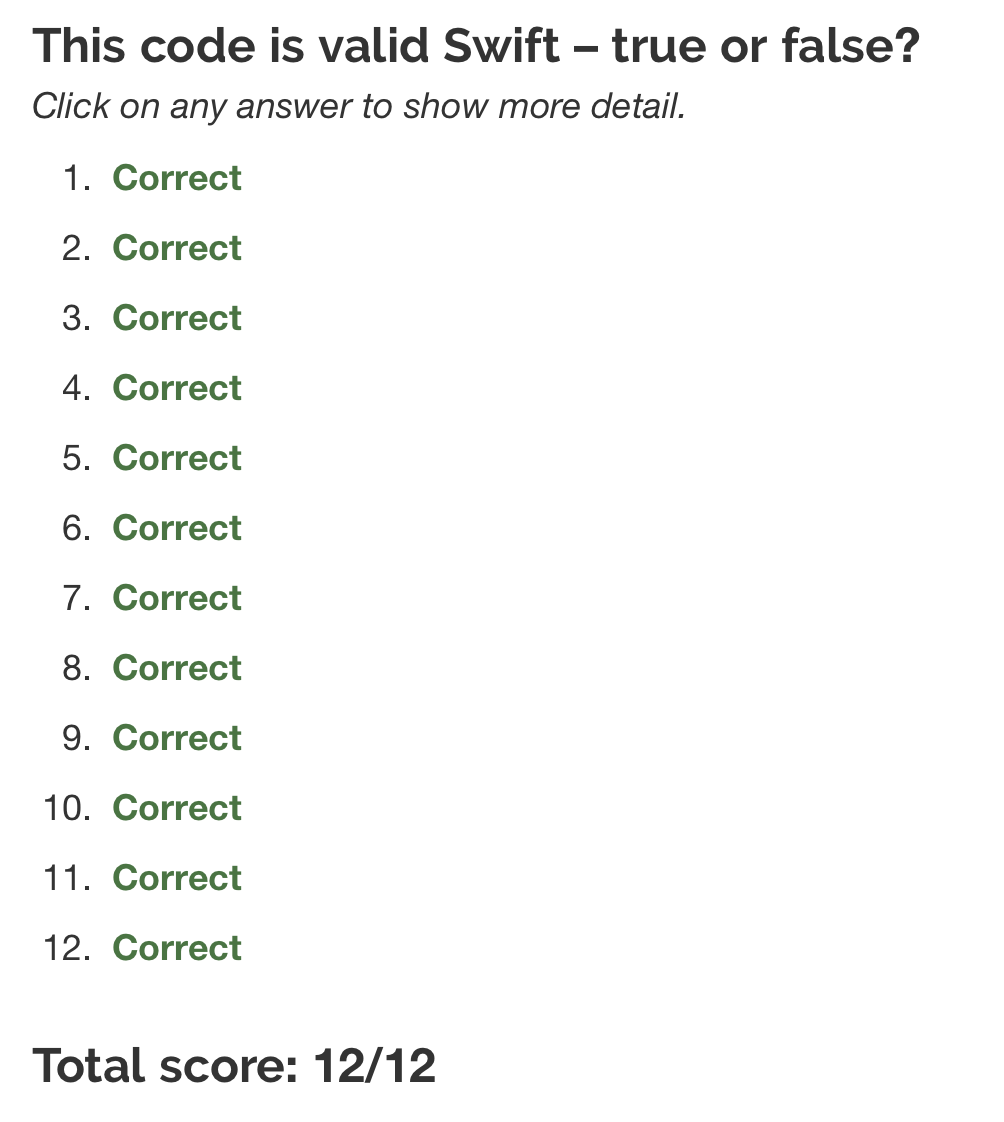 This code is valid Swift – true or false?
Click on any answer to show more detail.
1. Correct
2. Correct
3. Correct
4. Correct
5. Correct
6. Correct
7. Correct
8. Correct
9. Correct
10. Correct
11. Correct
12. Correct
Total score: 12/12